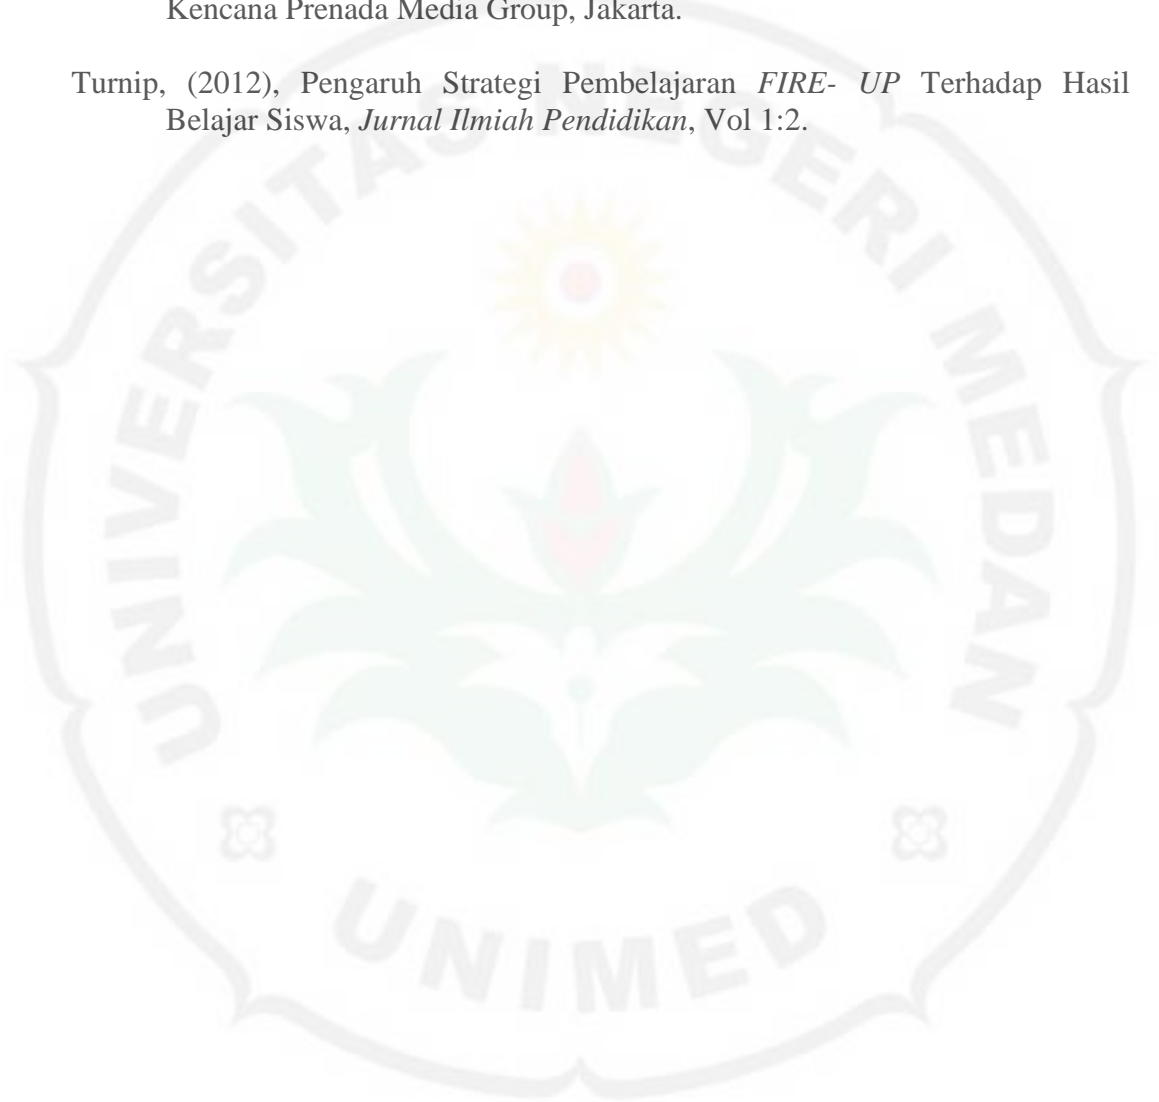 Kencana Prenada Media Group, Jakarta.
Turnip, (2012), Pengaruh Strategi Pembelajaran FIRE- UP Terhadap Hasil
Belajar Siswa, Jurnal Ilmiah Pendidikan, Vol 1:2.
UNIVERSITAS NEGERI MEDAN
UNIMED